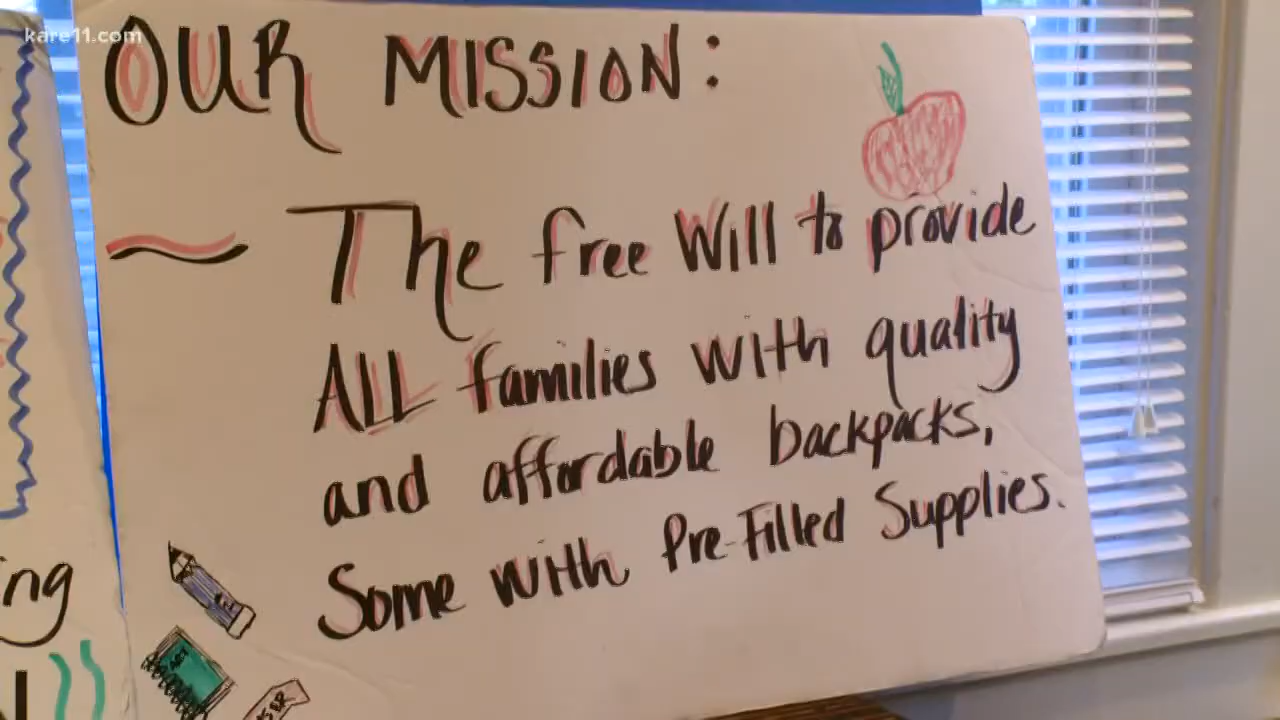 kare11.com
OUR MISSION:
~ The free Will to provide
ALL families with quality
and affordable backpacks,
Some with Pre-Filled Supplies.
ng
ART